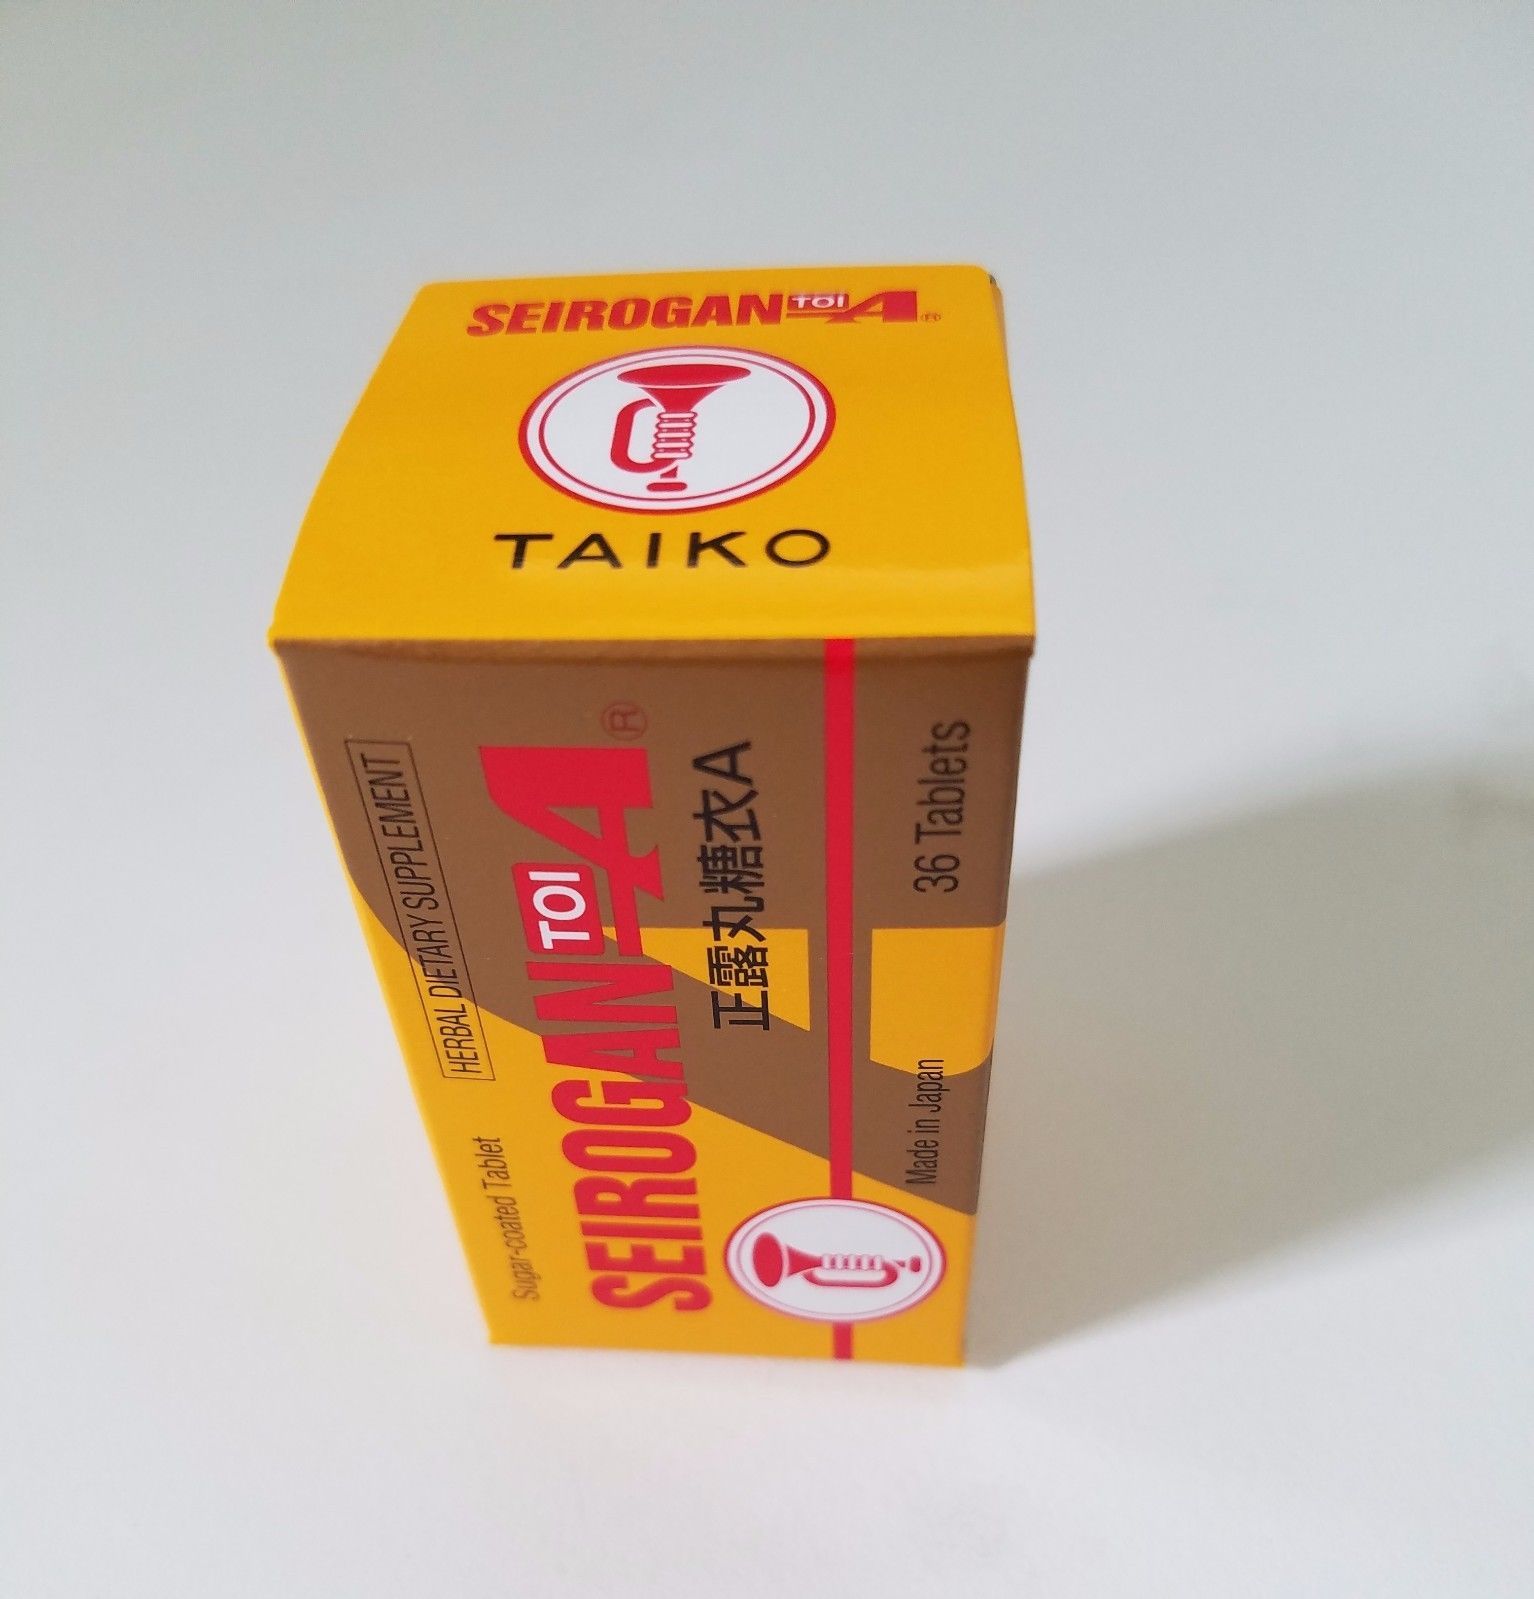 SEIROGAN TOI A®
TAIKO
HERBAL DIETARY SUPPLEMENT
Sugar-coated Tablet
SEIROGAN TOI A®
正露丸糖衣A
Made in Japan
36 Tablets